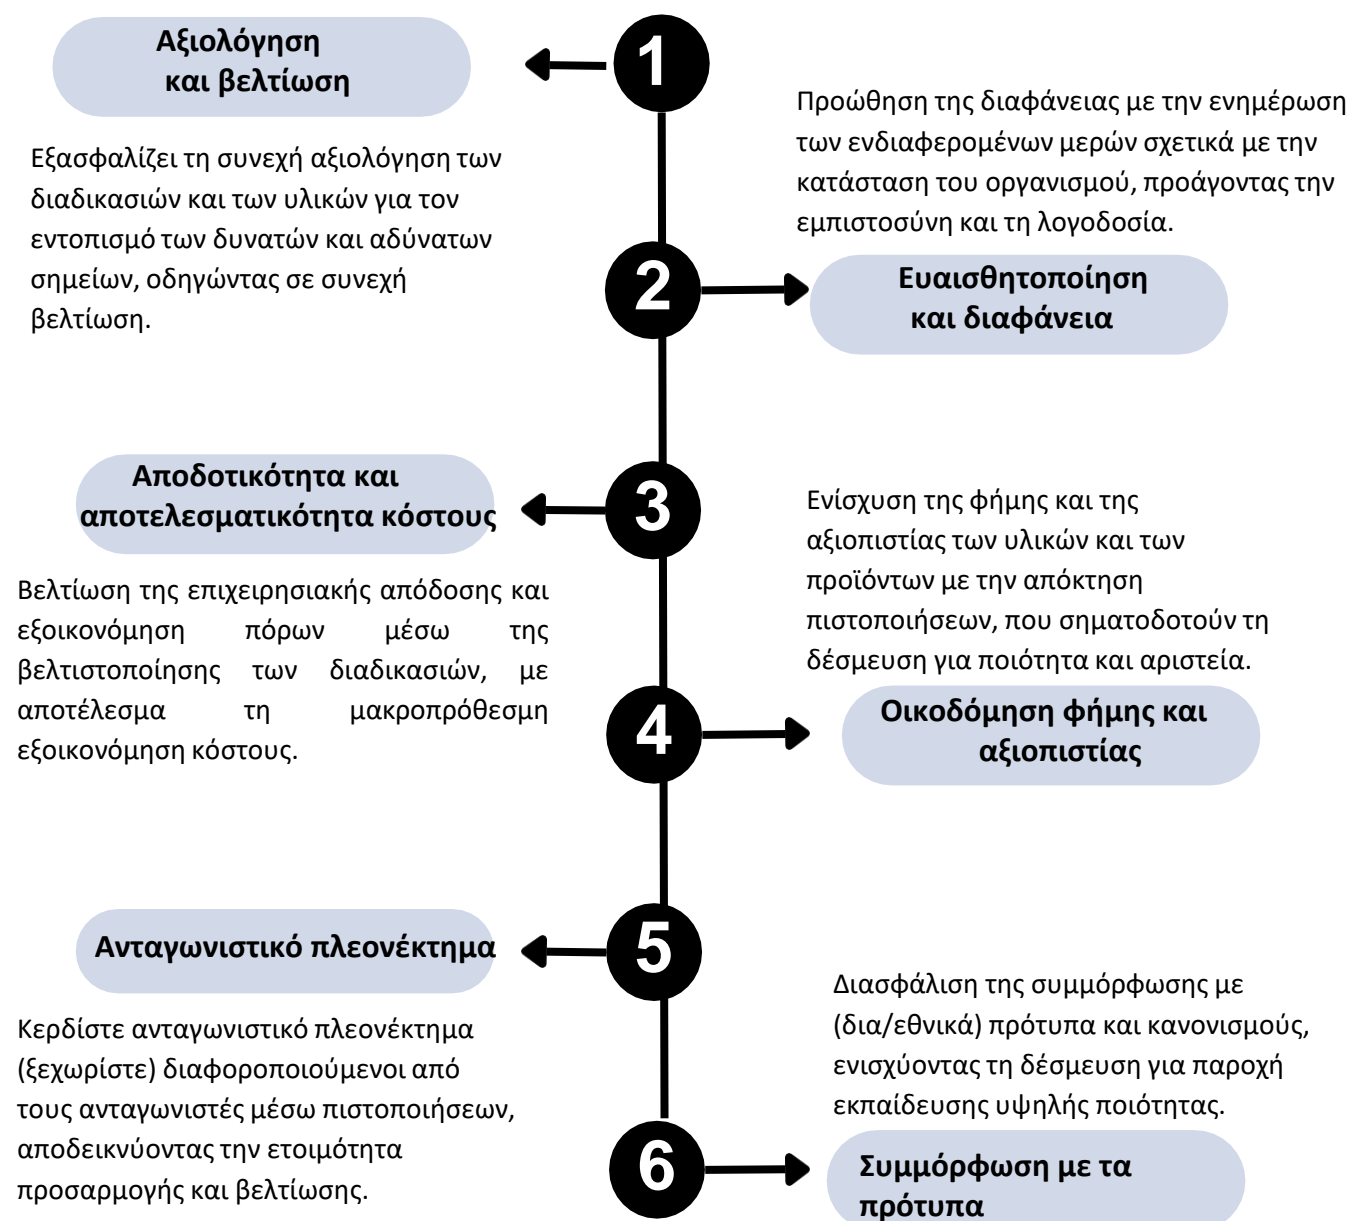 1
Αξιολόγηση
και βελτίωση
Εξασφαλίζει τη συνεχή αξιολόγηση των
διαδικασιών και των υλικών για τον
εντοπισμό των δυνατών και αδύνατων
σημείων, οδηγώντας σε συνεχή
βελτίωση.
Προώθηση της διαφάνειας με την ενημέρωση
των ενδιαφερομένων μερών σχετικά με την
κατάσταση του οργανισμού, προάγοντας την
εμπιστοσύνη και τη λογοδοσία.
2
Ευαισθητοποίηση
και διαφάνεια
3
Αποδοτικότητα και
αποτελεσματικότητα κόστους
Βελτίωση της επιχειρησιακής απόδοσης και
εξοικονόμηση πόρων μέσω της
βελτιστοποίησης των διαδικασιών, με
αποτέλεσμα τη μακροπρόθεσμη
εξοικονόμηση κόστους.
Ενίσχυση της φήμης και της
αξιοπιστίας των υλικών και των
προϊόντων με την απόκτηση
πιστοποιήσεων, που σηματοδοτούν τη
δέσμευση για ποιότητα και αριστεία.
4
Οικοδόμηση φήμης και
αξιοπιστίας
5
Ανταγωνιστικό πλεονέκτημα
Κερδίστε ανταγωνιστικό πλεονέκτημα
(ξεχωρίστε) διαφοροποιούμενοι από
τους ανταγωνιστές μέσω πιστοποιήσεων,
αποδεικνύοντας την ετοιμότητα
προσαρμογής και βελτίωσης.
Διασφάλιση της συμμόρφωσης με
(δια/εθνικά) πρότυπα και κανονισμούς,
ενισχύοντας τη δέσμευση για παροχή
εκπαίδευσης υψηλής ποιότητας.
6
Συμμόρφωση με τα
πρότυπα